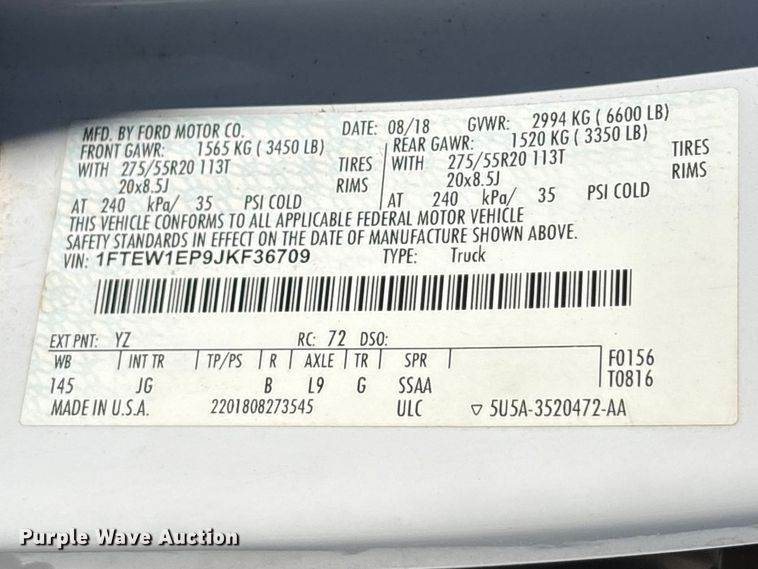 MFD. BY FORD MOTOR CO. DATE: 08/18 GVWR: 2994 KG ( 6600 LB)
FRONT GAWR: 1565 KG ( 3450 LB) REAR GAWR: 1520 KG ( 3350 LB)
WITH 275/55R20 113T TIRES WITH 275/55R20 113T TIRES
20x8.5J RIMS 20x8.5J RIMS
AT 240 kPa/ 35 PSI COLD AT 240 kPa/ 35 PSI COLD
THIS VEHICLE CONFORMS TO ALL APPLICABLE FEDERAL MOTOR VEHICLE
SAFETY STANDARDS IN EFFECT ON THE DATE OF MANUFACTURE SHOWN ABOVE.
VIN: 1FTEW1EP9JKF36709 TYPE: Truck
EXT PNT: YZ RC: 72 DSO:
WB INT TR TP/PS R AXLE TR SPR F0156
145 JG B L9 G SSAA T0816
MADE IN U.S.A. 2201808273545 ULC ▽ 5U5A-3520472-AA
Purple Wave Auction